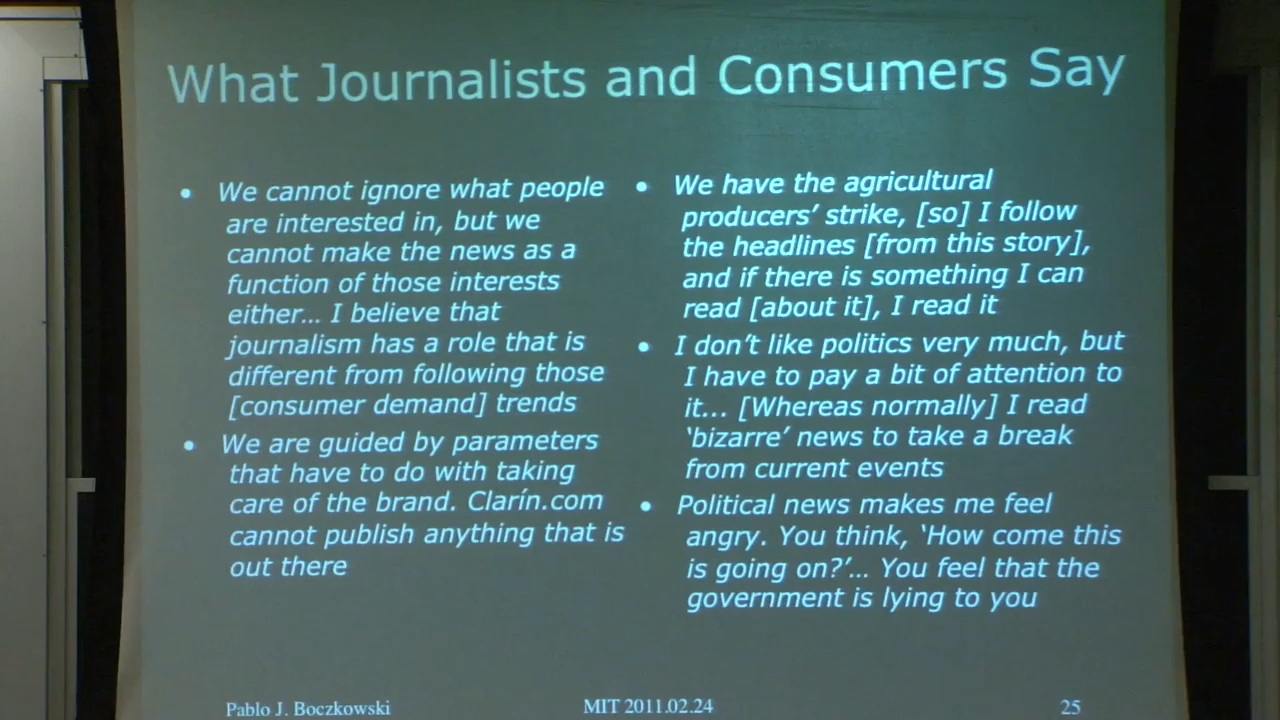 What Journalists and Consumers Say
• We cannot ignore what people
are interested in, but we
cannot make the news as a
function of those interests
either... I believe that
journalism has a role that is
different from following those
[consumer demand] trends
• We are guided by parameters
that have to do with taking
care of the brand. Clarín.com
cannot publish anything that is
out there
• We have the agricultural
producers’ strike, [so] I follow
the headlines [from this story],
and if there is something I can
read [about it], I read it
• I don’t like politics very much, but
I have to pay a bit of attention to
it... [Whereas normally] I read
‘bizarre’ news to take a break
from current events
• Political news makes me feel
angry. You think, ‘How come this
is going on?’... You feel that the
government is lying to you
Pablo J. Boczkowski
MIT 2011.02.24
25